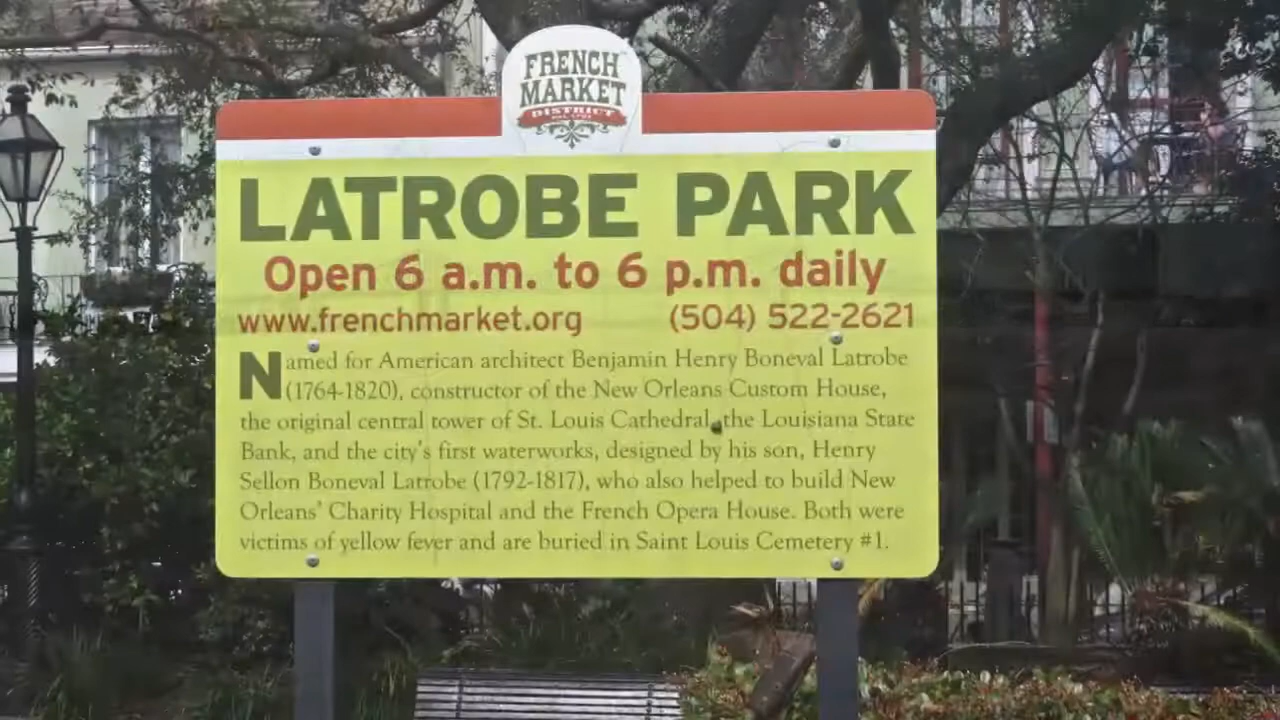 FRENCH
MARKET
DISTRICT
LATROBE PARK
Open 6 a.m. to 6 p.m. daily
www.frenchmarket.org (504) 522-2621
Named for American architect Benjamin Henry Boneval Latrobe
(1764-1820), constructor of the New Orleans Custom House,
the original central tower of St. Louis Cathedral, the Louisiana State
Bank, and the city's first waterworks, designed by his son, Henry
Sellon Boneval Latrobe (1792-1817), who also helped to build New
Orleans' Charity Hospital and the French Opera House. Both were
victims of yellow fever and are buried in Saint Louis Cemetery #1.